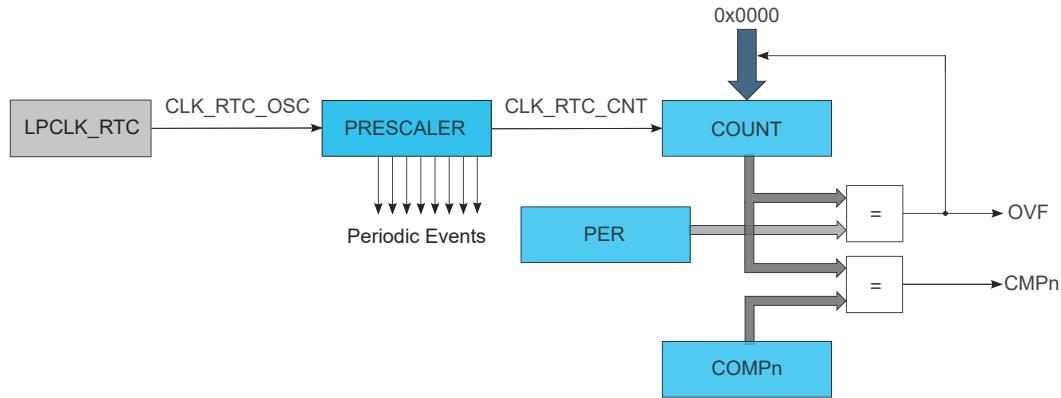 0x0000
LPCLK_RTC
CLK_RTC_OSC
PRESCALER
CLK_RTC_CNT
COUNT
Periodic Events
PER
=
OVF
=
CMPn
COMPn